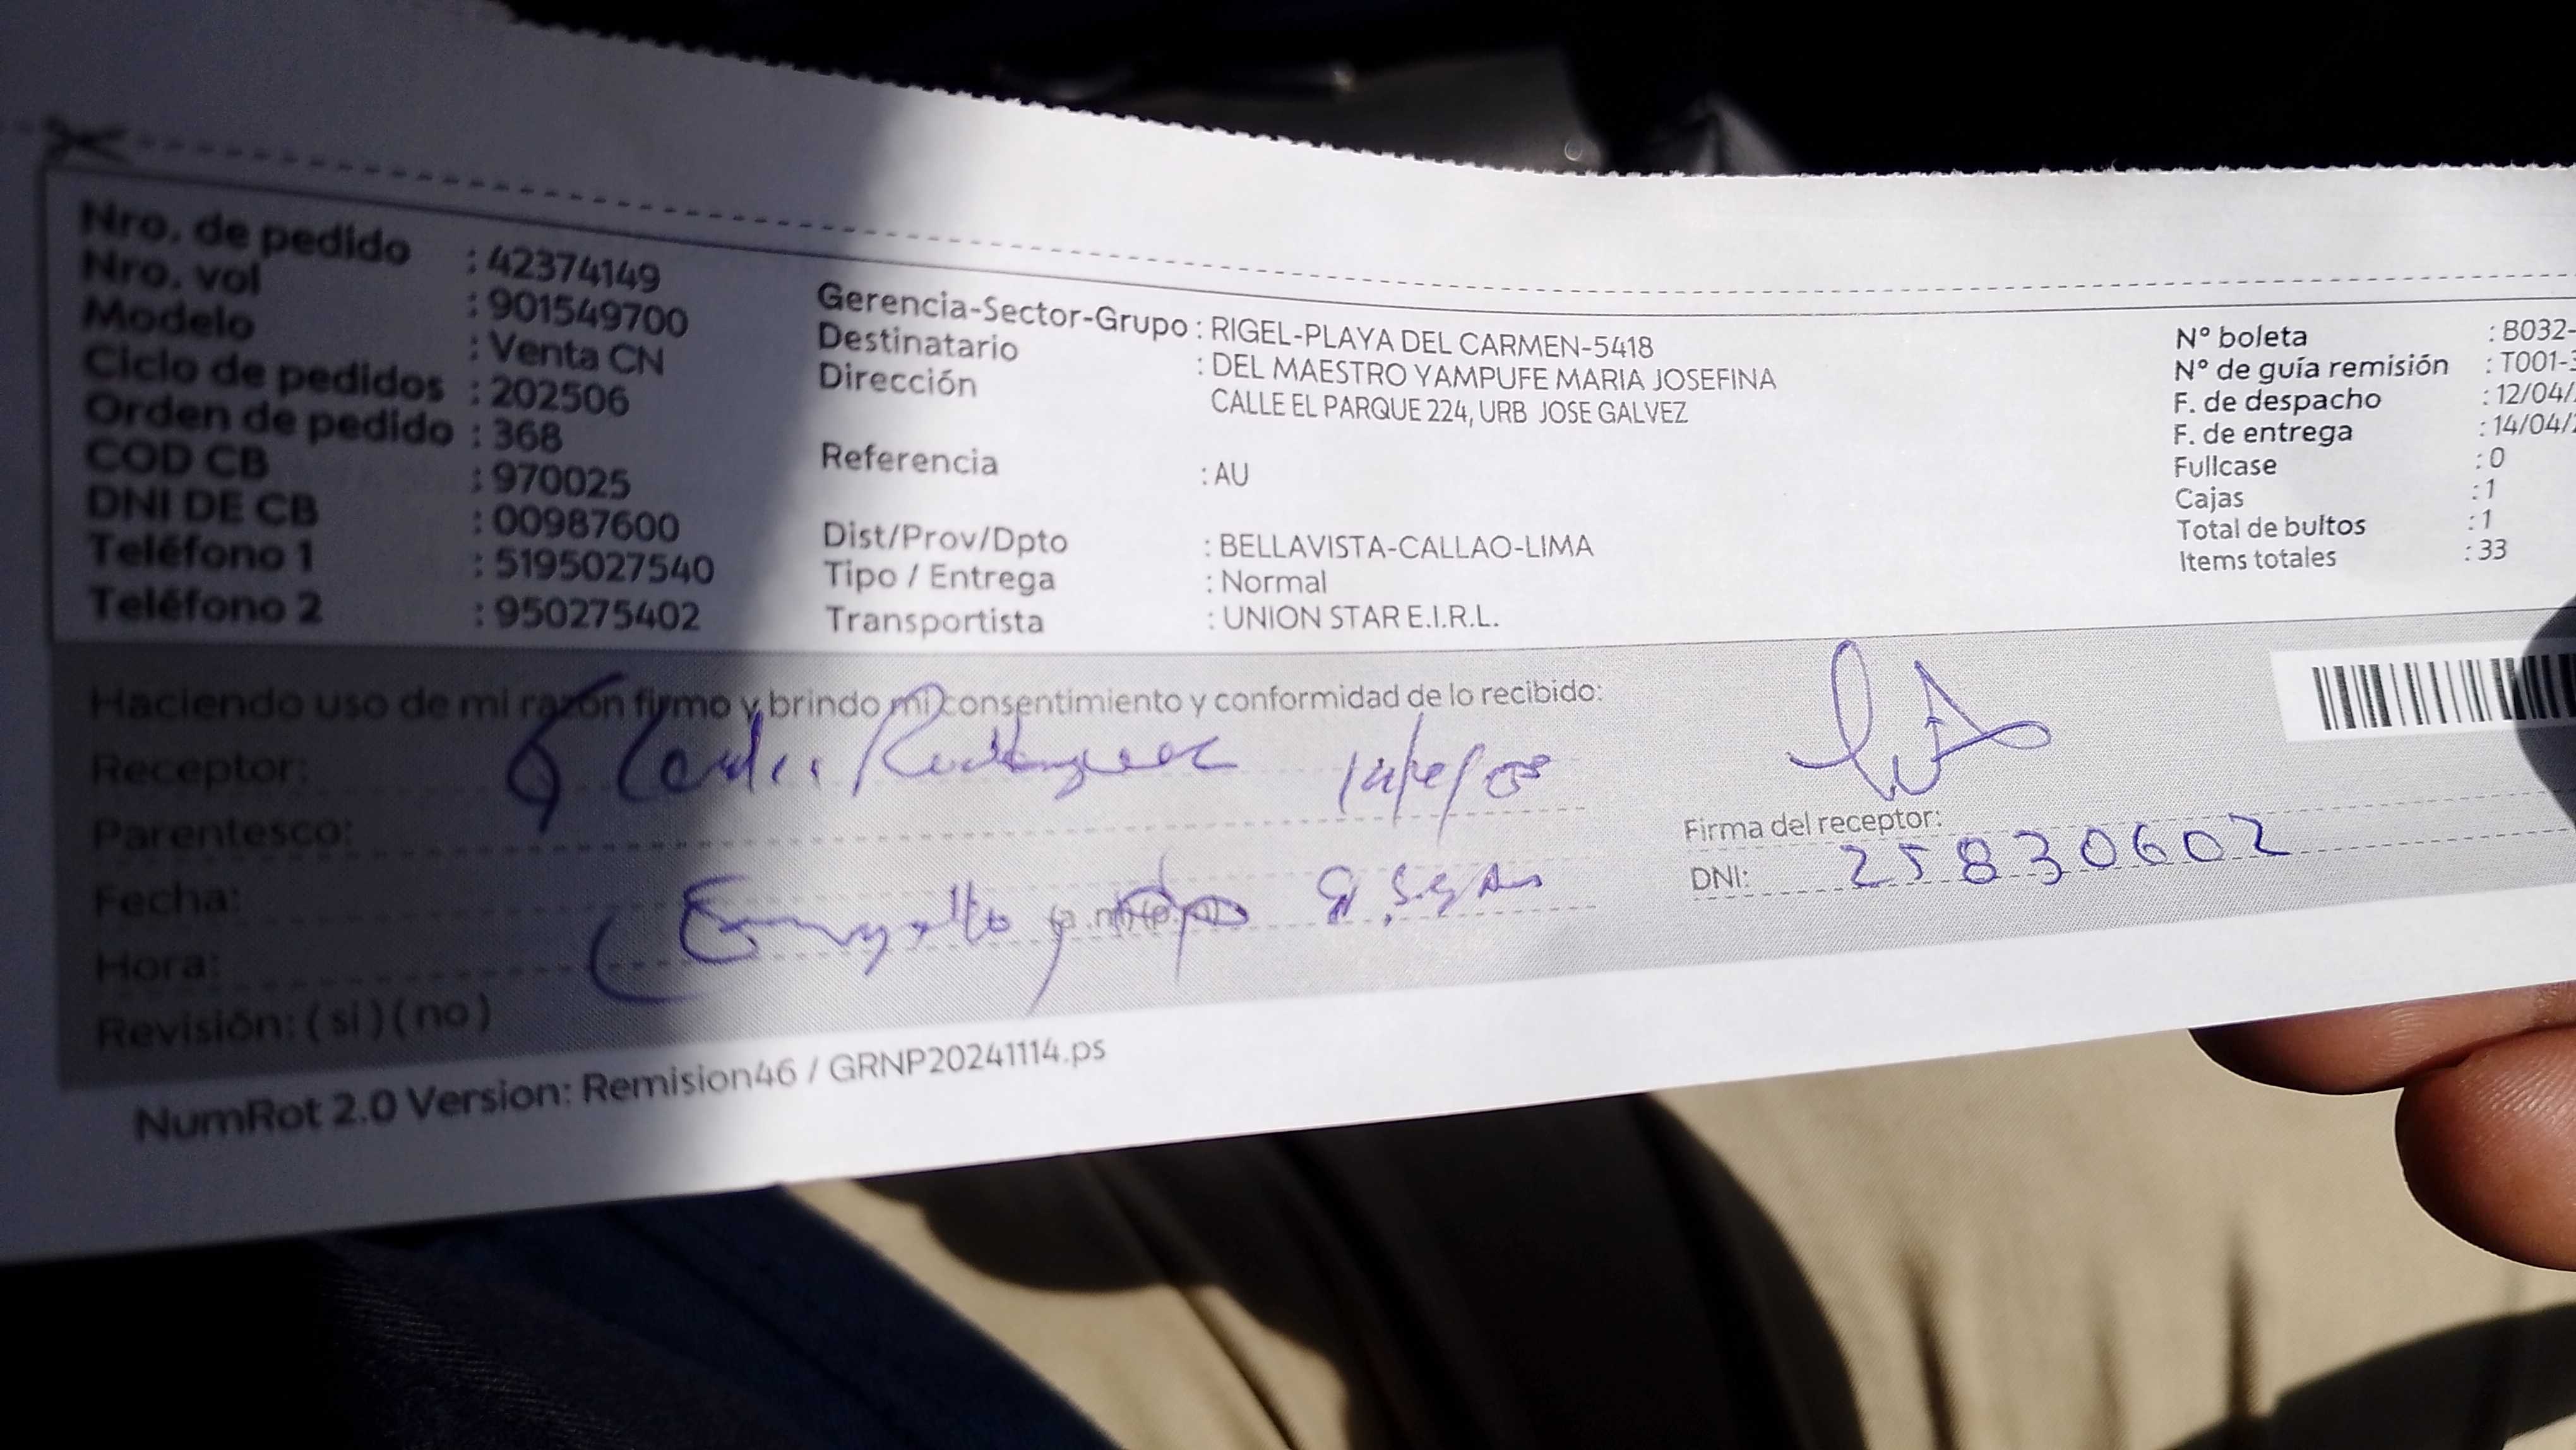 Nro. de pedido : 42374149
Nro. vol : 901549700
Modelo : Venta CN
Ciclo de pedidos : 202506
Orden de pedido : 368
COD CB : 970025
DNI DE CB : 00987600
Teléfono 1 : 5195027540
Teléfono 2 : 950275402
Gerencia-Sector-Grupo : RIGEL-PLAYA DEL CARMEN-5418
Destinatario : DEL MAESTRO YAMPUFE MARIA JOSEFINA
Dirección
CALLE EL PARQUE 224, URB JOSE GALVEZ
Referencia : AU
Dist/Prov/Dpto : BELLAVISTA-CALLAO-LIMA
Tipo / Entrega : Normal
Transportista : UNION STAR E.I.R.L.
N° boleta : B032-
N° de guía remisión : T001-3
F. de despacho : 12/04/
F. de entrega : 14/04/
Fullcase : 0
Cajas : 1
Total de bultos : 1
Items totales : 33
Haciendo uso de mi razón firmo y brindo mi consentimiento y conformidad de lo recibido:
Receptor:
Parentesco:
Fecha:
Hora:
Revisión: ( si ) ( no )
Firma del receptor:
DNI: 25830602
NumRot 2.0 Version: Remision46 / GRNP20241114.ps